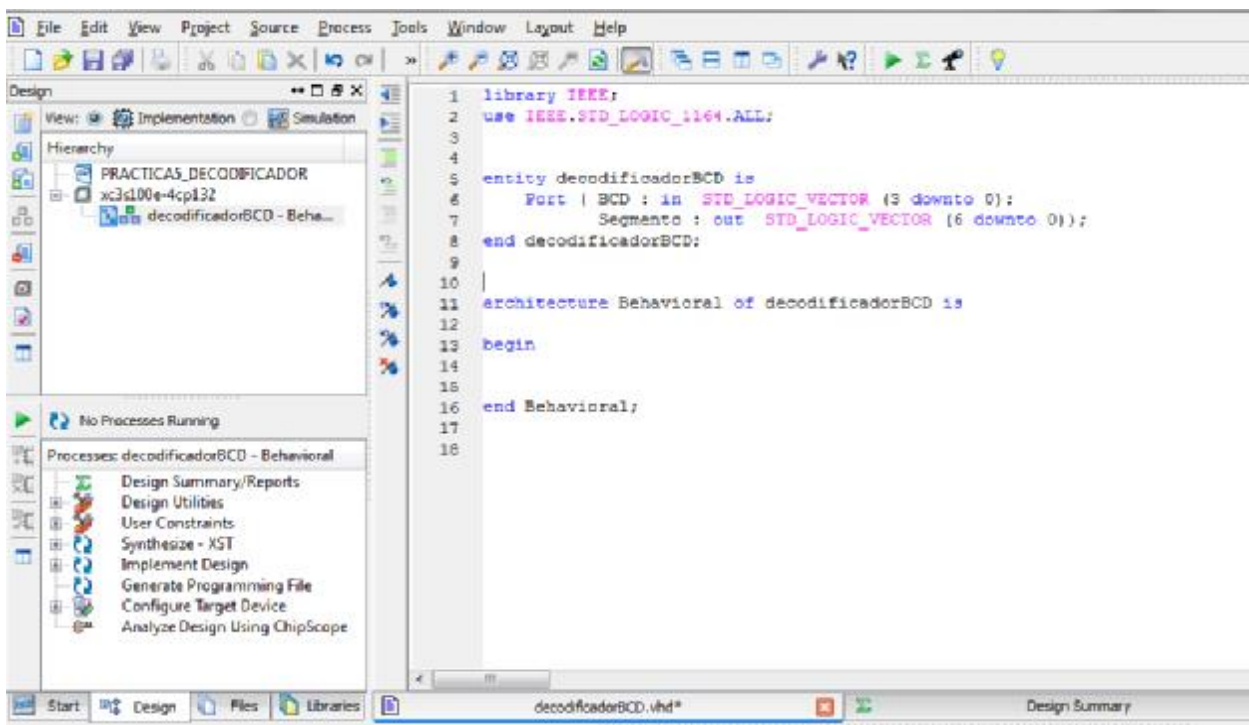 File Edit View Project Source Process Tools Window Layout Help
Design
View: Implementation Simulation
Hierarchy
PRACTICA5_DECODIFICADOR
xc3s100e-4cp132
decodificadorBCD - Beha...
No Processes Running
Processes: decodificadorBCD - Behavioral
Design Summary/Reports
Design Utilities
User Constraints
Synthesize - XST
Implement Design
Generate Programming File
Configure Target Device
Analyze Design Using ChipScope
Start Design Files Libraries
1 library IEEE;
2 use IEEE.STD_LOGIC_1164.ALL;
3
4
5 entity decodificadorBCD is
6 Port ( BCD : in STD_LOGIC_VECTOR (3 downto 0);
7 Segmento : out STD_LOGIC_VECTOR (6 downto 0));
8 end decodificadorBCD;
9
10
11 architecture Behavioral of decodificadorBCD is
12
13 begin
14
15
16 end Behavioral;
17
18
decodificadorBCD.vhd*
Design Summary